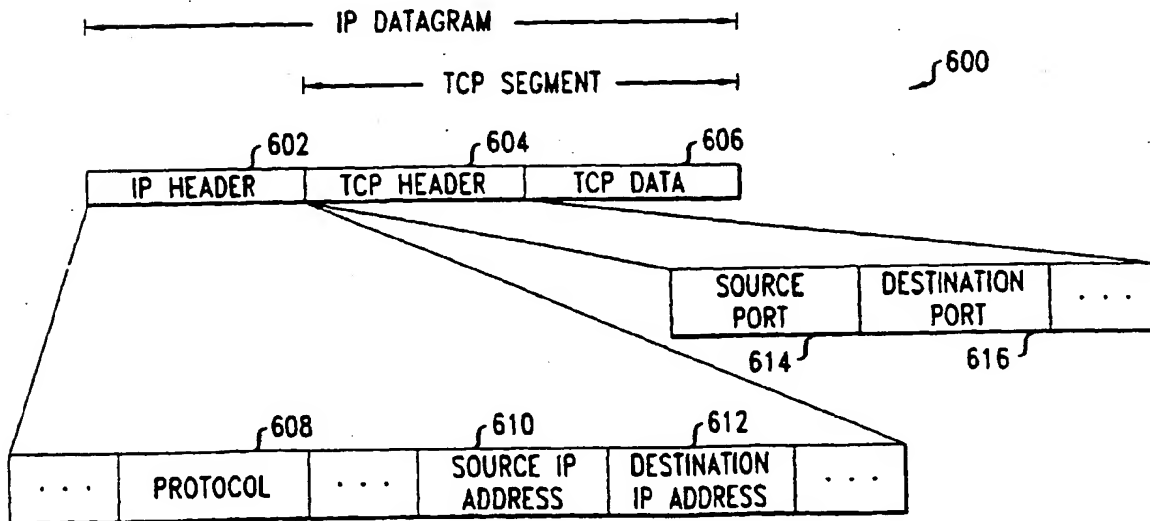 IP DATAGRAM
600
TCP SEGMENT
602 604 606
IP HEADER TCP HEADER TCP DATA
SOURCE PORT DESTINATION PORT . . .
614 616
608 610 612
. . . PROTOCOL . . . SOURCE IP ADDRESS DESTINATION IP ADDRESS . . .